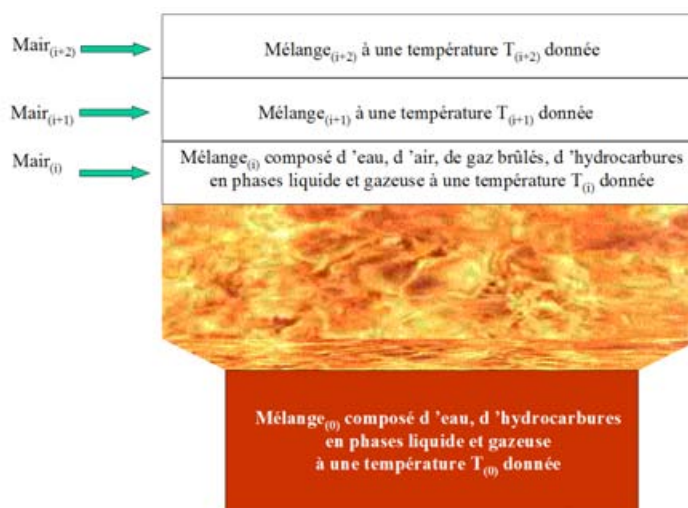 Mair(i+2)
Mélange(i+2) à une température T(i+2) donnée
Mair(i+1)
Mélange(i+1) à une température T(i+1) donnée
Mair(i)
Mélange(i) composé d ’eau, d ’air, de gaz brûlés, d ’hydrocarbures
en phases liquide et gazeuse à une température T(i) donnée
Mélange(0) composé d ’eau, d ’hydrocarbures
en phases liquide et gazeuse
à une température T(0) donnée